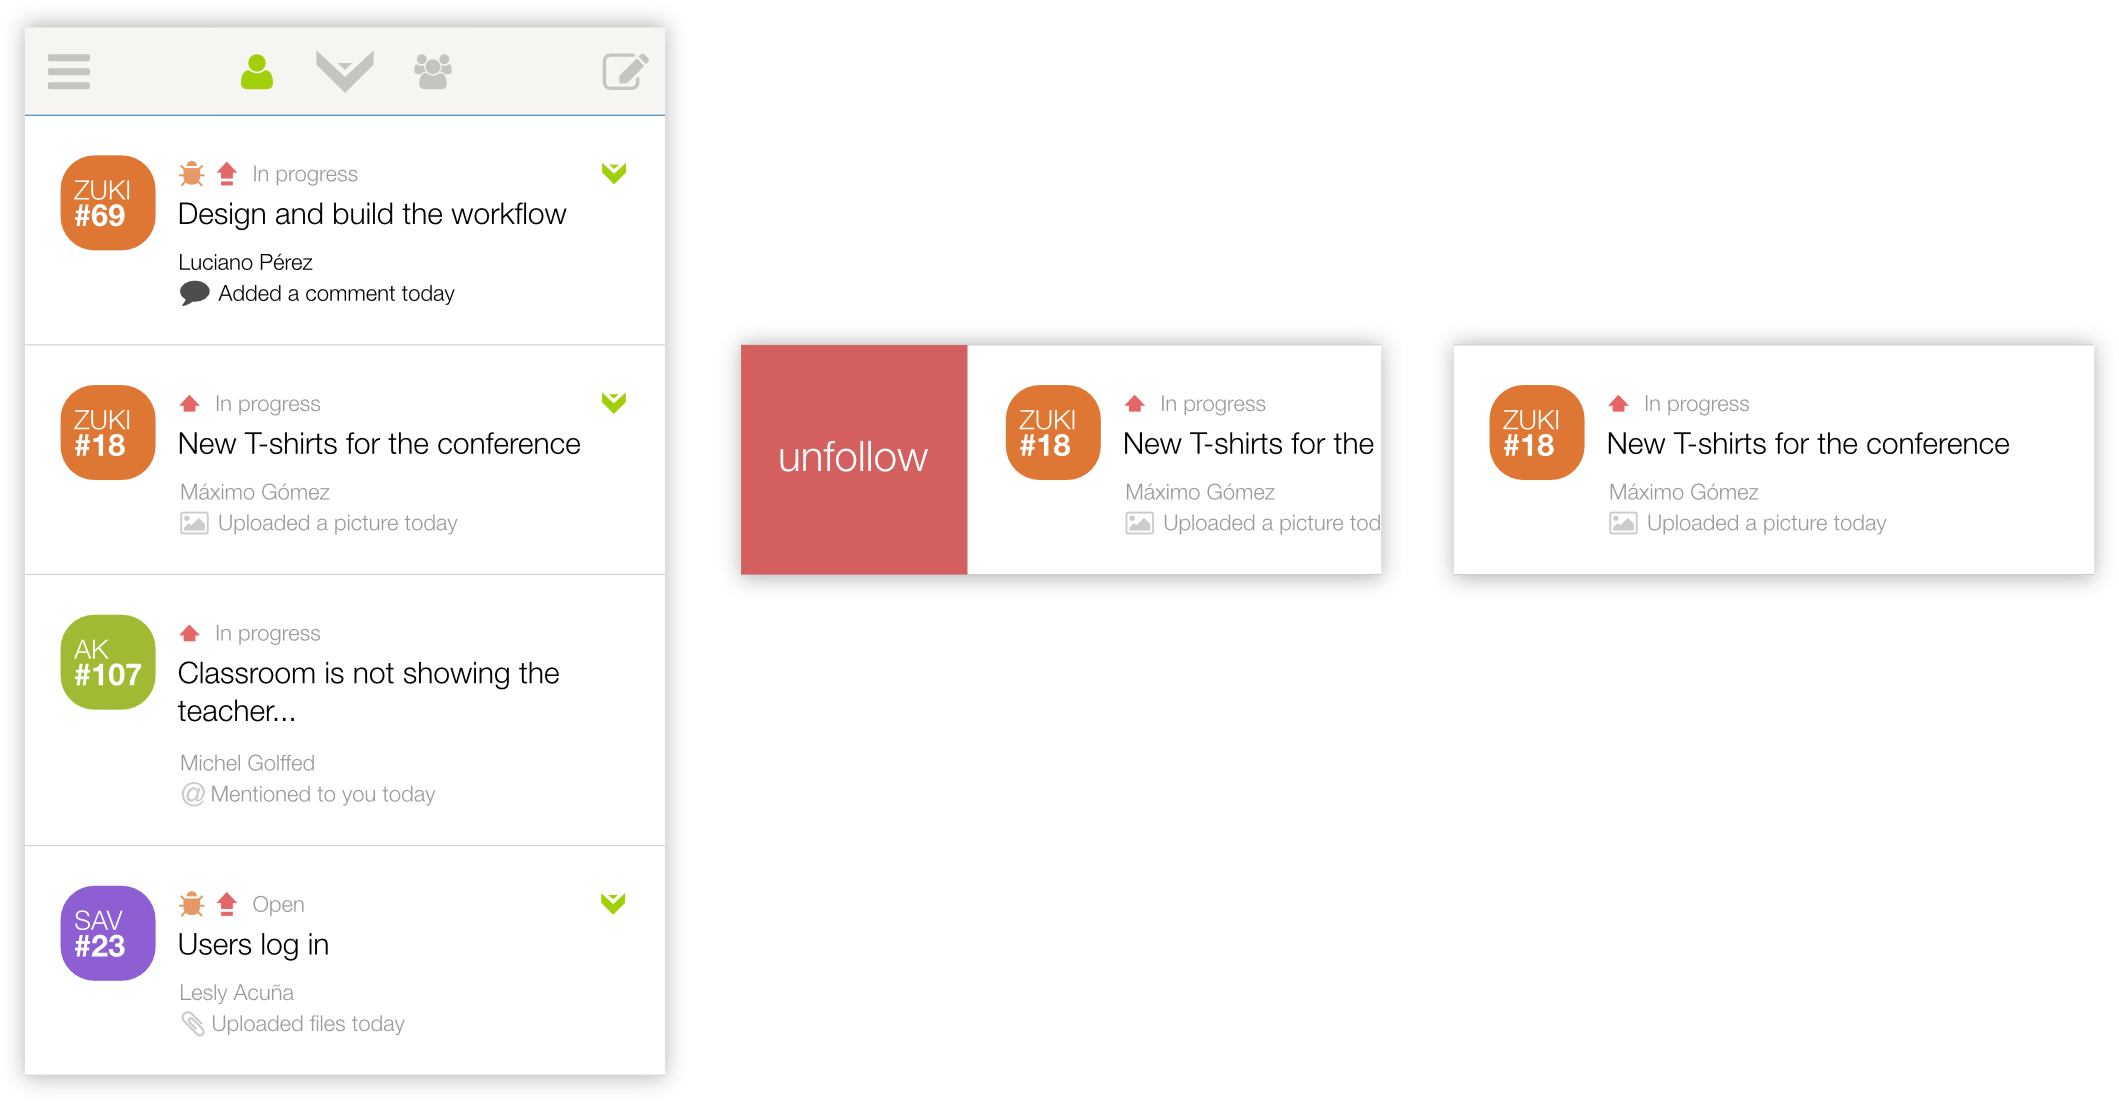 ZUKI
#69
In progress
Design and build the workflow
Luciano Pérez
Added a comment today
ZUKI
#18
In progress
New T-shirts for the conference
Máximo Gómez
Uploaded a picture today
AK
#107
In progress
Classroom is not showing the
teacher...
Michel Golffed
@ Mentioned to you today
SAV
#23
Open
Users log in
Lesly Acuña
Uploaded files today
unfollow
ZUKI
#18
In progress
New T-shirts for the
Máximo Gómez
Uploaded a picture tod
ZUKI
#18
In progress
New T-shirts for the conference
Máximo Gómez
Uploaded a picture today